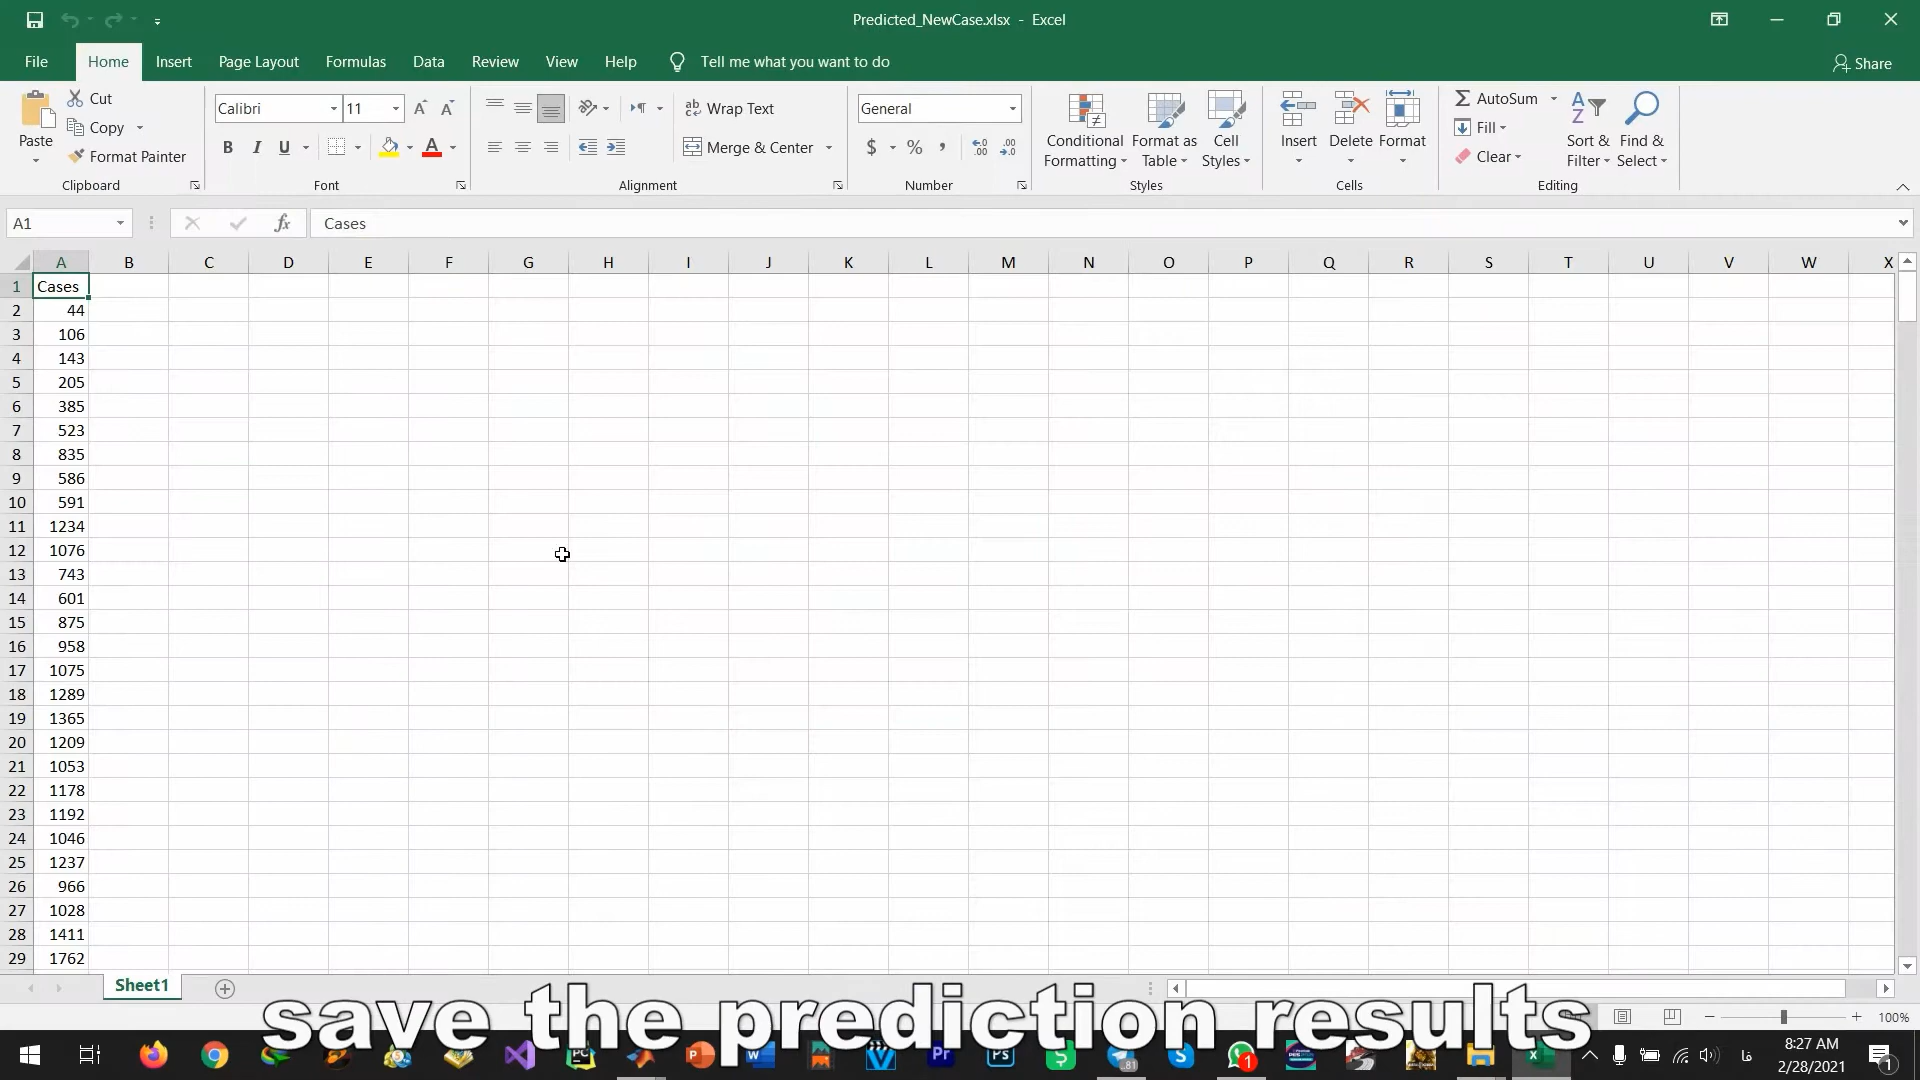 Predicted_NewCase.xlsx - Excel
File Home Insert Page Layout Formulas Data Review View Help Tell me what you want to do Share
Paste Cut Copy Format Painter Clipboard
Calibri 11 B I U A Font
Wrap Text Merge & Center Alignment
General $ % , Number
Conditional Formatting Format as Table Cell Styles Styles
Insert Delete Format Cells
AutoSum Fill Clear Sort & Filter Find & Select Editing
A1 fx Cases
A B C D E F G H I J K L M N O P Q R S T U V W X
1 Cases
2 44
3 106
4 143
5 205
6 385
7 523
8 835
9 586
10 591
11 1234
12 1076
13 743
14 601
15 875
16 958
17 1075
18 1289
19 1365
20 1209
21 1053
22 1178
23 1192
24 1046
25 1237
26 966
27 1028
28 1411
29 1762
Sheet1
100%
save the prediction results
فا 8:27 AM
2/28/2021